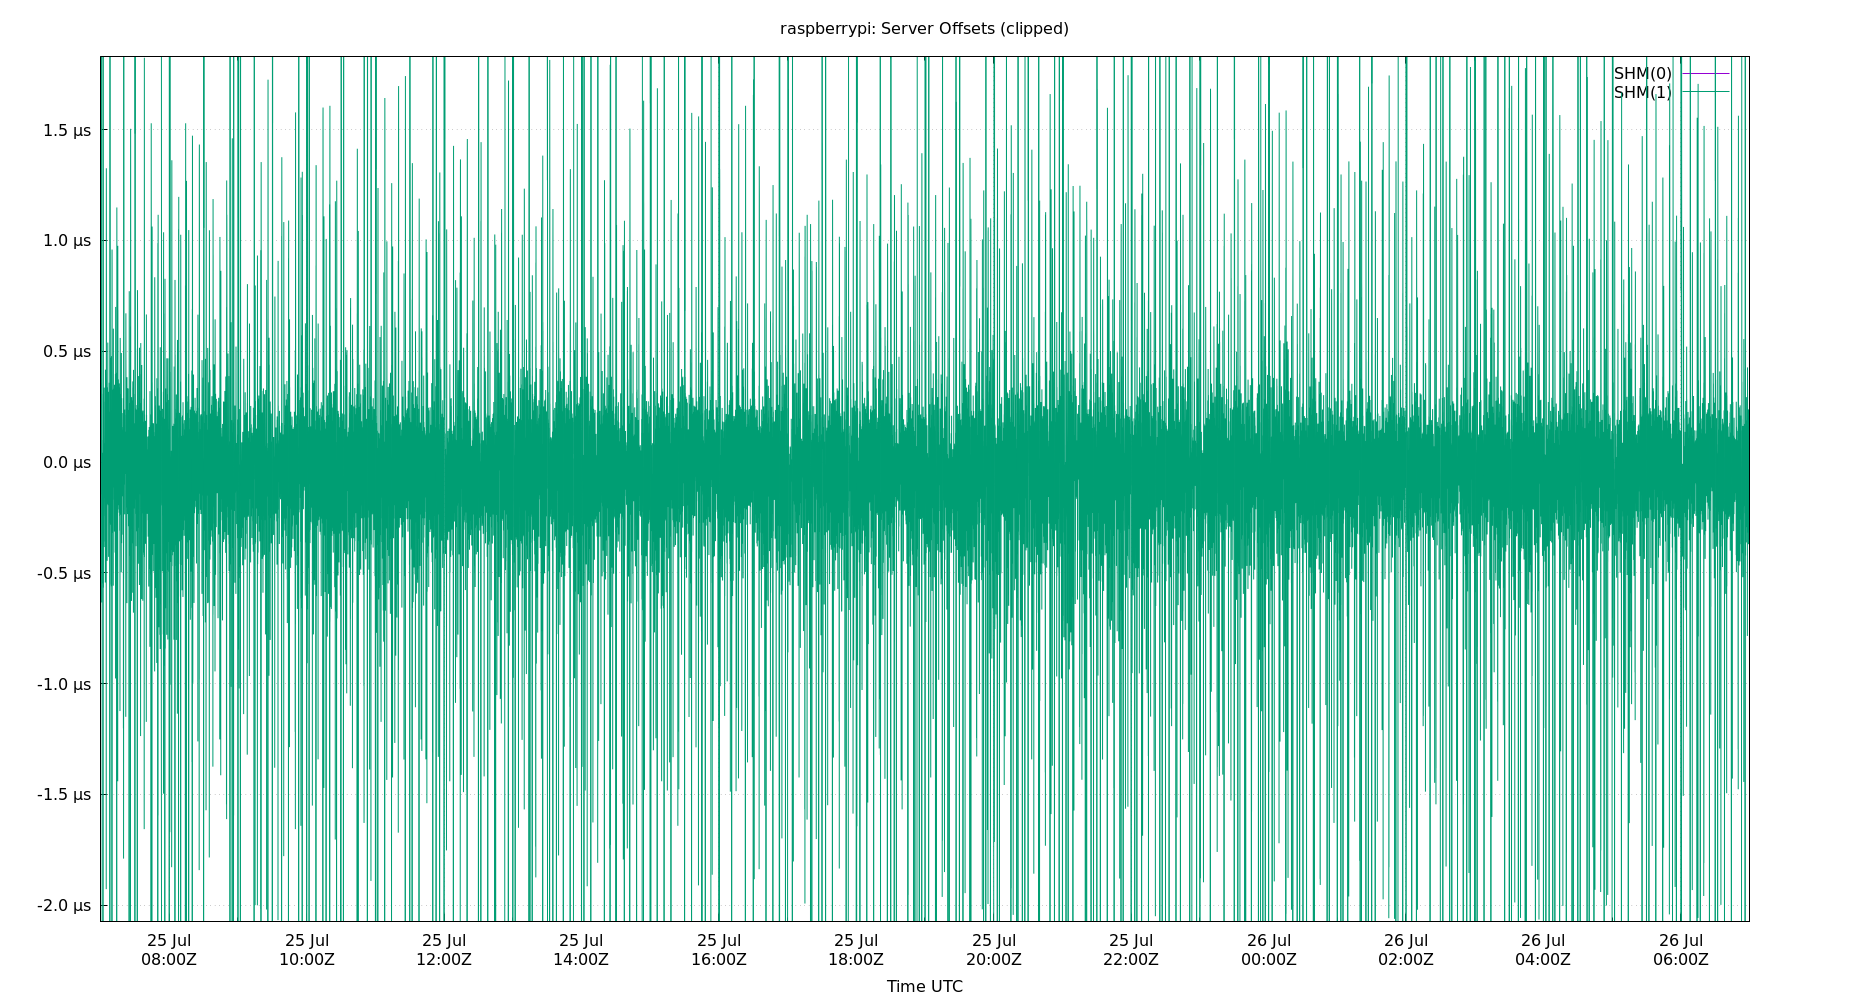 raspberrypi: Server Offsets (clipped)
SHM(0)
SHM(1)
1.5 µs
1.0 µs
0.5 µs
0.0 µs
-0.5 µs
-1.0 µs
-1.5 µs
-2.0 µs
25 Jul 25 Jul 25 Jul 25 Jul 25 Jul 25 Jul 25 Jul 25 Jul 26 Jul 26 Jul 26 Jul 26 Jul
08:00Z 10:00Z 12:00Z 14:00Z 16:00Z 18:00Z 20:00Z 22:00Z 00:00Z 02:00Z 04:00Z 06:00Z
Time UTC